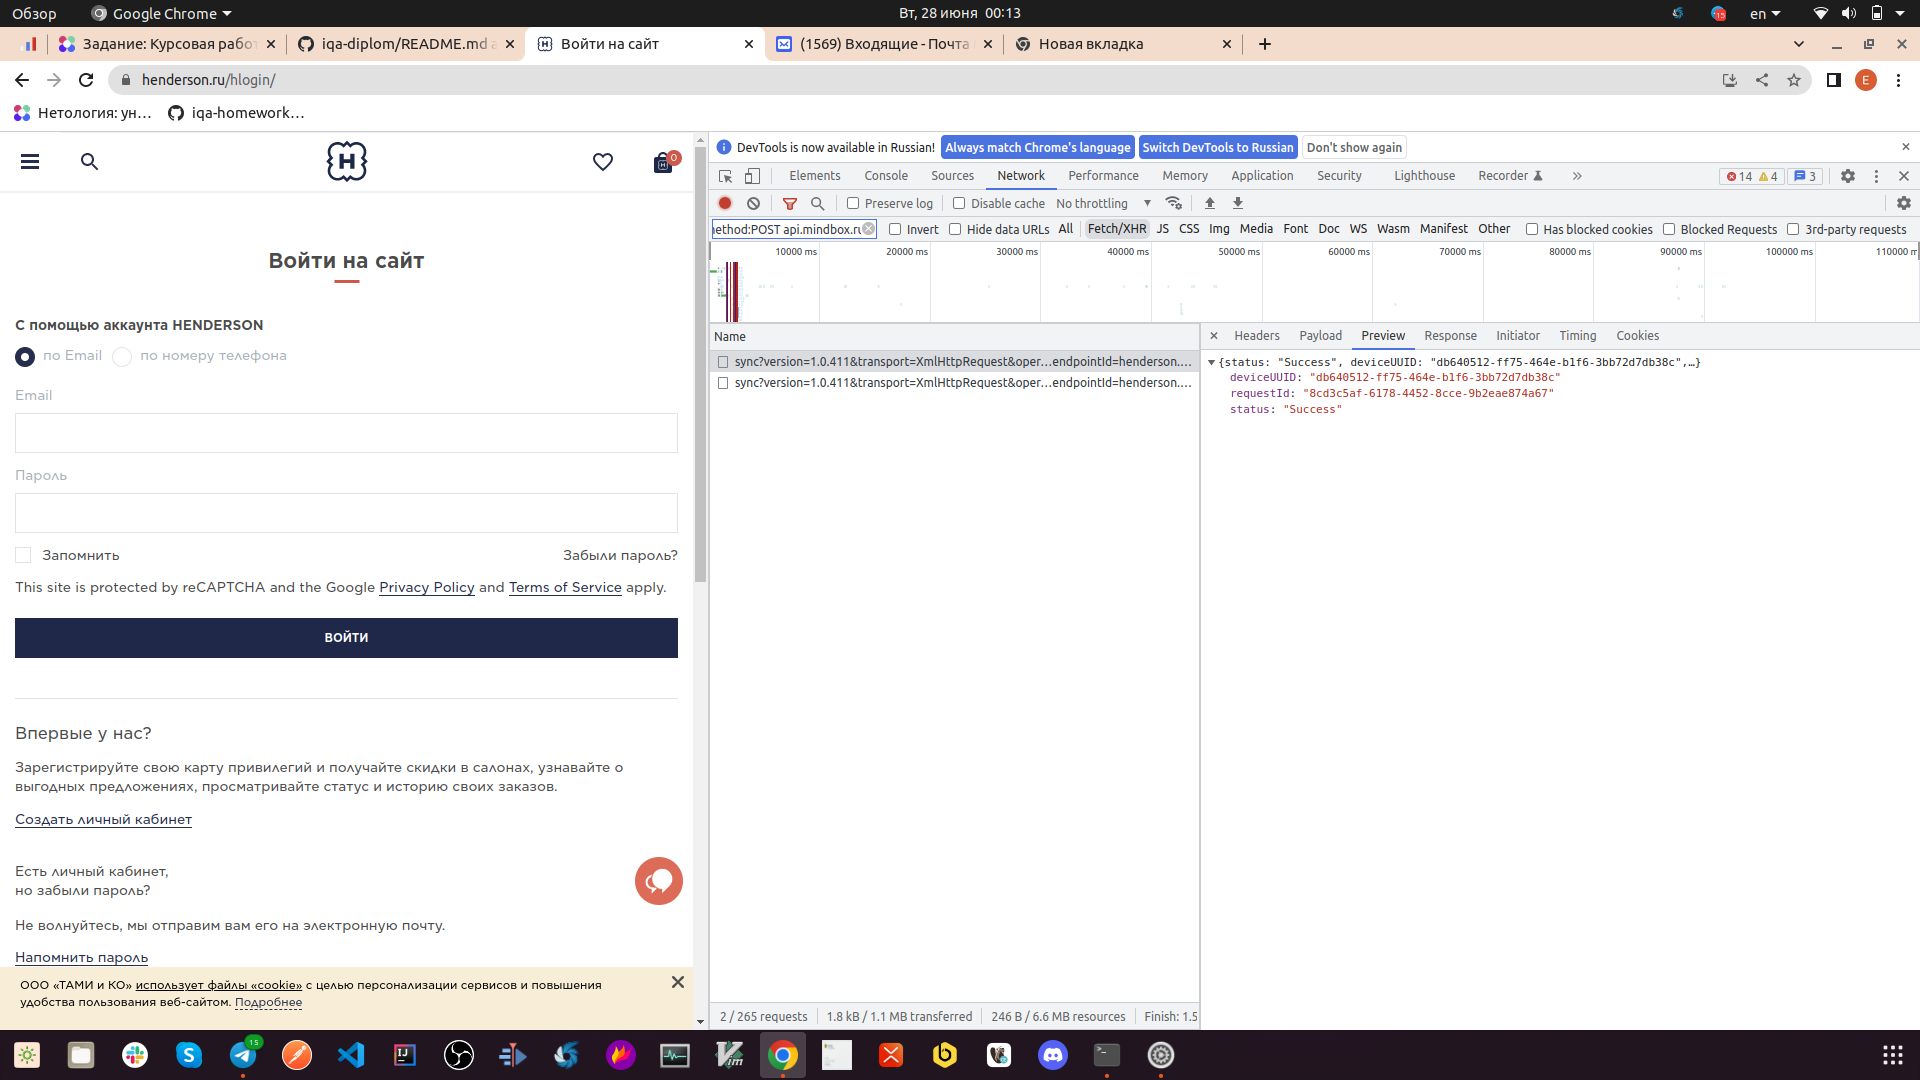 Обзор
Google Chrome
Вт, 28 июня 00:13
15
en
Задание: Курсовая рабо
iqa-diplom/README.md a
Войти на сайт
(1569) Входящие - Почта
Новая вкладка
henderson.ru/hlogin/
E
Нетология: ун…
iqa-homework…
H
H
0
Войти на сайт
С помощью аккаунта HENDERSON
по Email
по номеру телефона
Email
Пароль
Запомнить
Забыли пароль?
This site is protected by reCAPTCHA and the Google Privacy Policy and Terms of Service apply.
ВОЙТИ
Впервые у нас?
Зарегистрируйте свою карту привилегий и получайте скидки в салонах, узнавайте о
выгодных предложениях, просматривайте статус и историю своих заказов.
Создать личный кабинет
Есть личный кабинет,
но забыли пароль?
Не волнуйтесь, мы отправим вам его на электронную почту.
Напомнить пароль
ООО «ТАМИ и КО» использует файлы «cookie» с целью персонализации сервисов и повышения
удобства пользования веб-сайтом. Подробнее
DevTools is now available in Russian!
Always match Chrome's language
Switch DevTools to Russian
Don't show again
Elements
Console
Sources
Network
Performance
Memory
Application
Security
Lighthouse
Recorder
14
4
3
Preserve log
Disable cache
No throttling
ethod:POST api.mindbox.ru
Invert
Hide data URLs
All
Fetch/XHR
JS
CSS
Img
Media
Font
Doc
WS
Wasm
Manifest
Other
Has blocked cookies
Blocked Requests
3rd-party requests
10000 ms
20000 ms
30000 ms
40000 ms
50000 ms
60000 ms
70000 ms
80000 ms
90000 ms
100000 ms
110000 m
Name
sync?version=1.0.411&transport=XmlHttpRequest&oper…endpointId=henderson.…
sync?version=1.0.411&transport=XmlHttpRequest&oper…endpointId=henderson.…
Headers
Payload
Preview
Response
Initiator
Timing
Cookies
{status: "Success", deviceUUID: "db640512-ff75-464e-b1f6-3bb72d7db38c",…}
deviceUUID: "db640512-ff75-464e-b1f6-3bb72d7db38c"
requestId: "8cd3c5af-6178-4452-8cce-9b2eae874a67"
status: "Success"
2 / 265 requests
1.8 kB / 1.1 MB transferred
246 B / 6.6 MB resources
Finish: 1.5
15
IJ
Vim